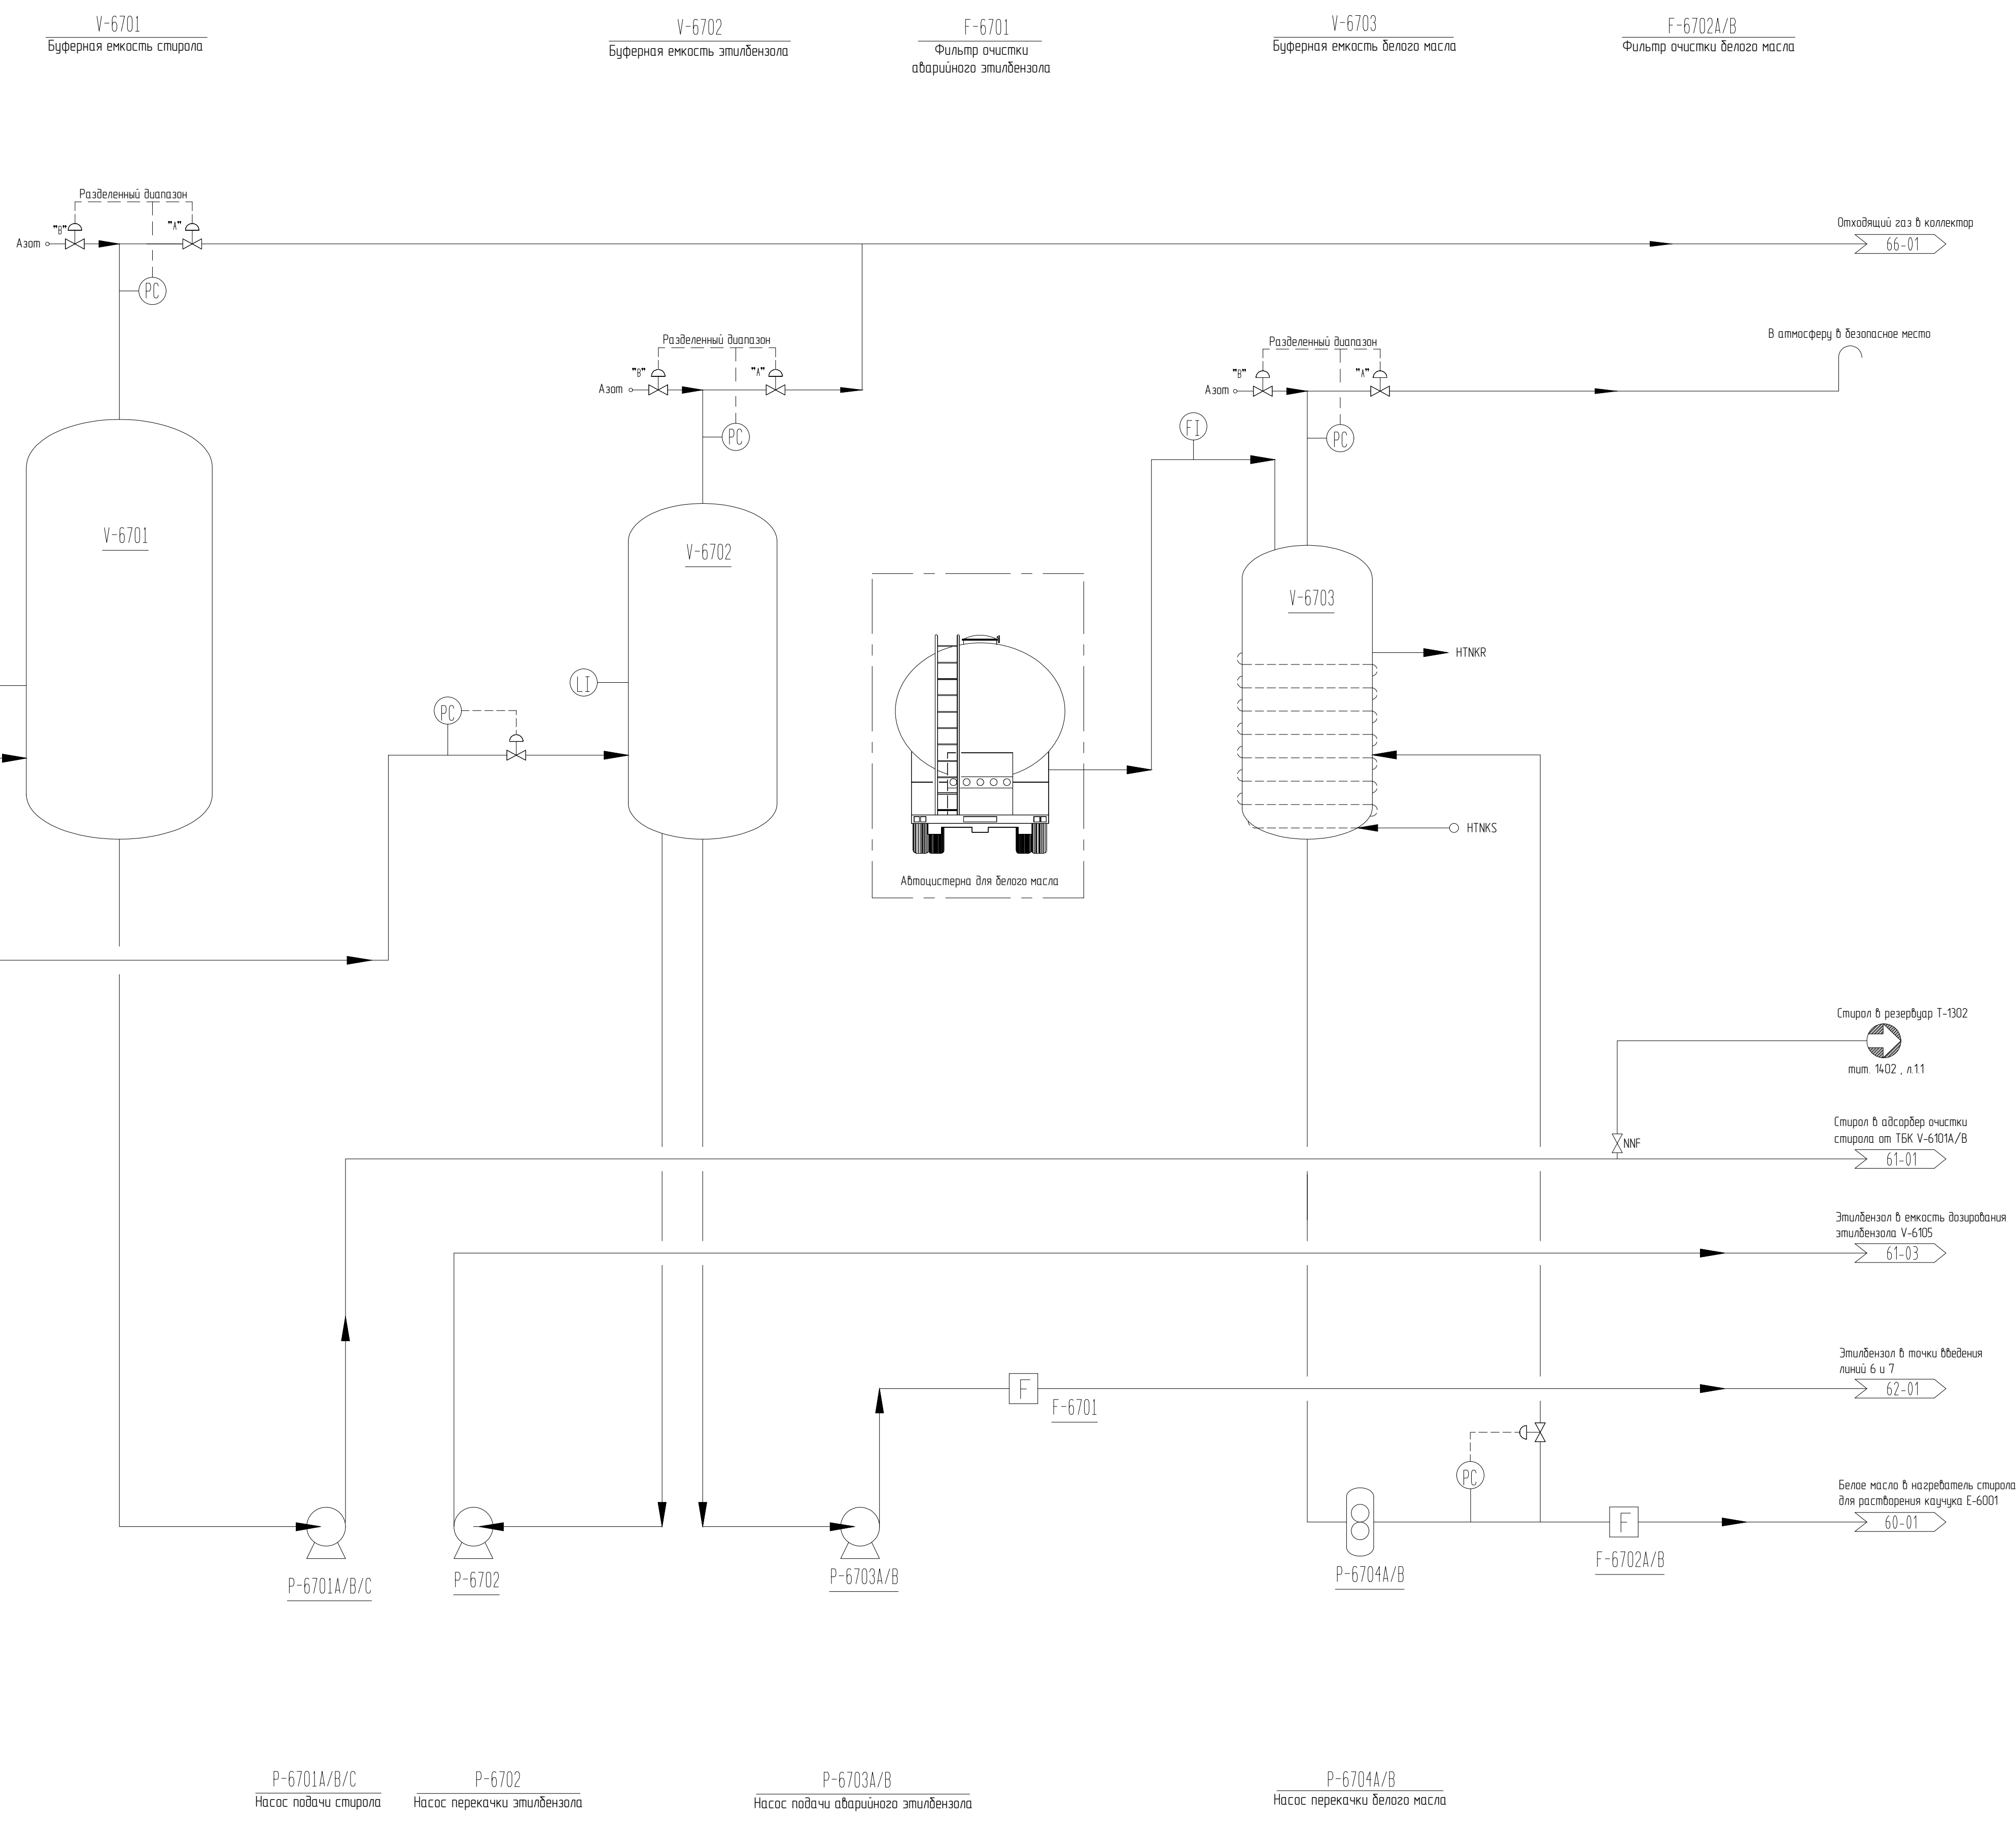 V-6701
Буферная емкость стирола
V-6702
Буферная емкость этилбензола
F-6701
Фильтр очистки
аварийного этилбензола
V-6703
Буферная емкость белого масла
F-6702A/B
Фильтр очистки белого масла
Разделенный диапазон
"B"
"A"
Азот
PC
Отходящий газ в коллектор
66-01
Разделенный диапазон
"B"
"A"
Азот
PC
Разделенный диапазон
"B"
"A"
Азот
PC
В атмосферу в безопасное место
FI
V-6701
V-6702
V-6703
HTNKR
LI
PC
HTNKS
Автоцистерна для белого масла
Стирол в резервуар Т-1302
тит. 1402 , л.1.1
NNF
Стирол в адсорбер очистки
стирола от ТБК V-6101A/B
61-01
Этилбензол в емкость дозирования
этилбензола V-6105
61-03
Этилбензол в точки введения
линий 6 и 7
62-01
F
F-6701
PC
Белое масло в нагреватель стирола
для растворения каучука Е-6001
60-01
F
F-6702A/B
P-6701A/B/C
P-6702
P-6703A/B
P-6704A/B
P-6701A/B/C
Насос подачи стирола
P-6702
Насос перекачки этилбензола
P-6703A/B
Насос подачи аварийного этилбензола
P-6704A/B
Насос перекачки белого масла